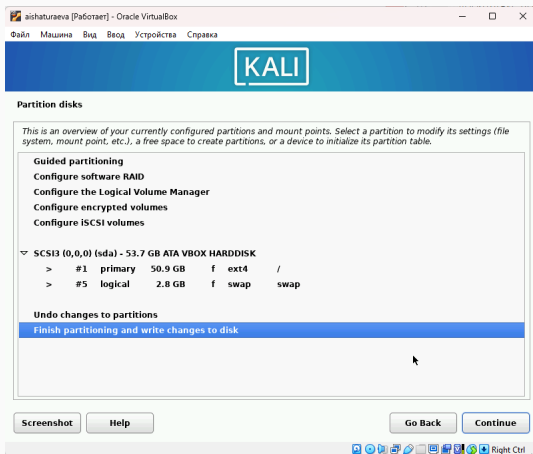 aishaturaeva [Работает] - Oracle VirtualBox
Файл Машина Вид Ввод Устройства Справка
KALI
Partition disks
This is an overview of your currently configured partitions and mount points. Select a partition to modify its settings (file
system, mount point, etc.), a free space to create partitions, or a device to initialize its partition table.
Guided partitioning
Configure software RAID
Configure the Logical Volume Manager
Configure encrypted volumes
Configure iSCSI volumes
SCSI3 (0,0,0) (sda) - 53.7 GB ATA VBOX HARDDISK
> #1 primary 50.9 GB f ext4 /
> #5 logical 2.8 GB f swap swap
Undo changes to partitions
Finish partitioning and write changes to disk
Screenshot Help Go Back Continue
Right Ctrl